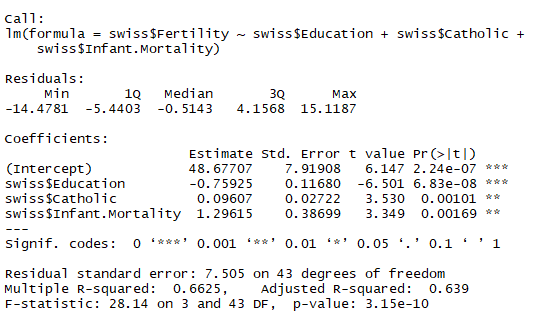 Call:
lm(formula = swiss$Fertility ~ swiss$Education + swiss$Catholic +
    swiss$Infant.Mortality)
Residuals:
     Min       1Q   Median       3Q      Max
-14.4781  -5.4403  -0.5143   4.1568  15.1187
Coefficients:
                       Estimate Std. Error t value Pr(>|t|)
(Intercept)            48.67707    7.91908   6.147 2.24e-07 ***
swiss$Education        -0.75925    0.11680  -6.501 6.83e-08 ***
swiss$Catholic          0.09607    0.02722   3.530  0.00101 **
swiss$Infant.Mortality  1.29615    0.38699   3.349  0.00169 **
---
Signif. codes:  0 ‘***’ 0.001 ‘**’ 0.01 ‘*’ 0.05 ‘.’ 0.1 ‘ ’ 1
Residual standard error: 7.505 on 43 degrees of freedom
Multiple R-squared:  0.6625,    Adjusted R-squared:  0.639
F-statistic: 28.14 on 3 and 43 DF,  p-value: 3.15e-10